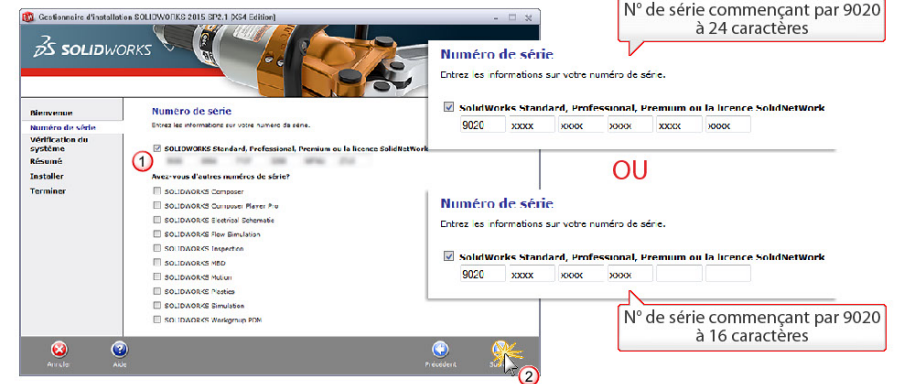 Gestionnaire d'installation SOLIDWORKS 2015 SP2.1 (X64 Edition)
SOLIDWORKS
Bienvenue
Numéro de série
Vérification du
système
Résumé
Installer
Terminer
Numéro de série
Entrez les informations sur votre numéro de série.
1
SOLIDWORKS Standard, Professional, Premium ou la licence SolidNetWork
Avez-vous d'autres numéros de série?
SOLIDWORKS Composer
SOLIDWORKS Composer Player Pro
SOLIDWORKS Electrical Schematic
SOLIDWORKS Flow Simulation
SOLIDWORKS Inspection
SOLIDWORKS MBD
SOLIDWORKS Motion
SOLIDWORKS Plastics
SOLIDWORKS Simulation
SOLIDWORKS Workgroup PDM
Annuler
Aide
Précédent
2
N° de série commençant par 9020
à 24 caractères
Numéro de série
Entrez les informations sur votre numéro de série.
SolidWorks Standard, Professional, Premium ou la licence SolidNetWork
9020 xxxx xxxx xxxx xxxx xxxx
OU
Numéro de série
Entrez les informations sur votre numéro de série.
SolidWorks Standard, Professional, Premium ou la licence SolidNetWork
9020 xxxx xxxx xxxx
N° de série commençant par 9020
à 16 caractères